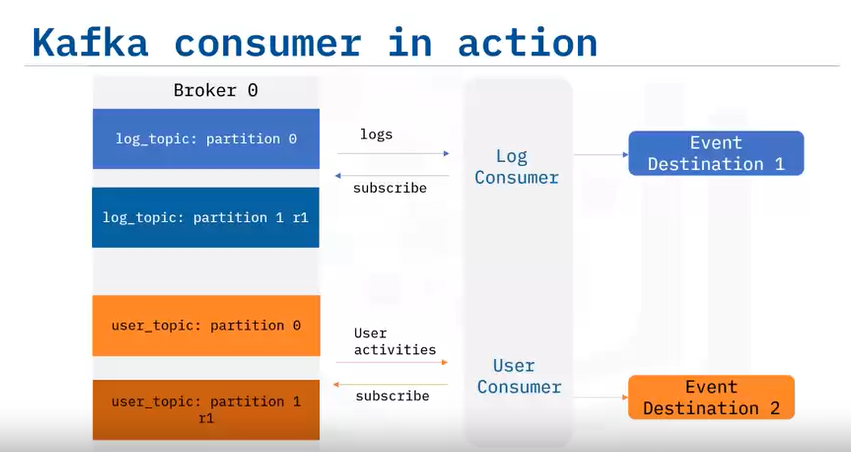 Kafka consumer in action
Broker 0
log_topic: partition 0
log_topic: partition 1 r1
user_topic: partition 0
user_topic: partition 1
r1
logs
subscribe
User
activities
subscribe
Log
Consumer
User
Consumer
Event
Destination 1
Event
Destination 2